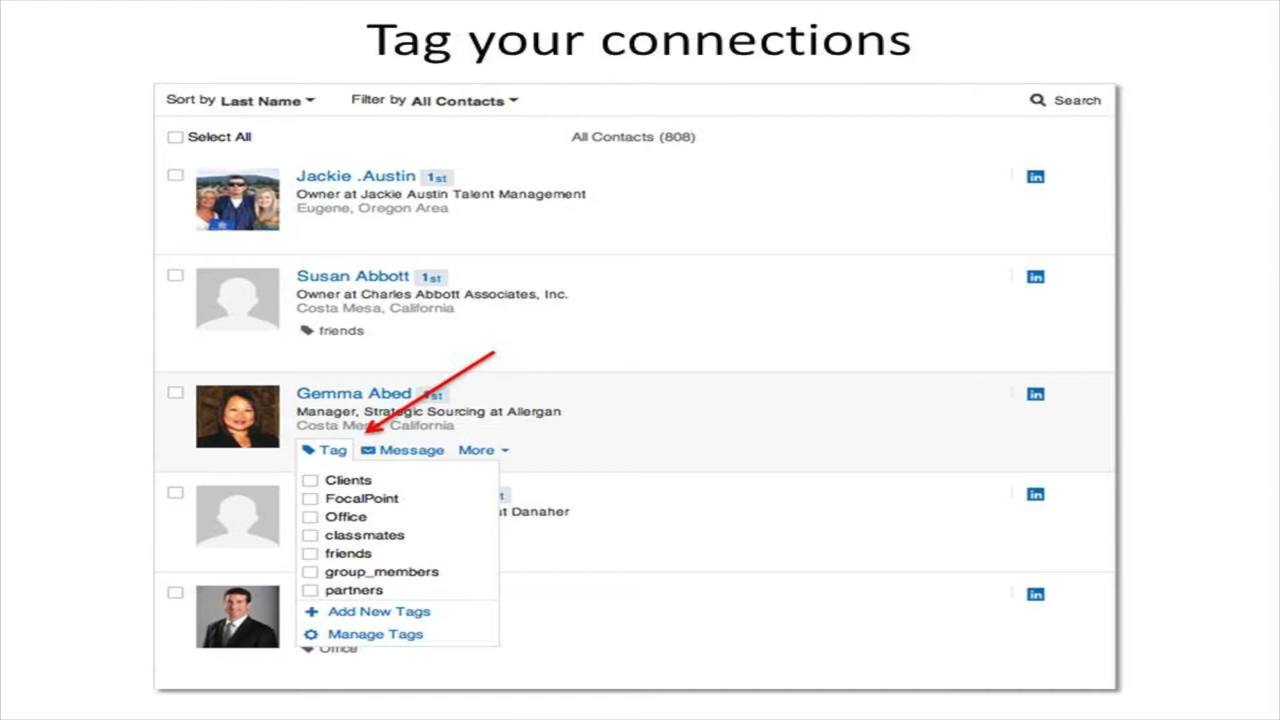 Tag your connections
Sort by Last Name Filter by All Contacts Search
Select All All Contacts (808)
Jackie .Austin 1st in
Owner at Jackie Austin Talent Management
Eugene, Oregon Area
Susan Abbott 1st in
Owner at Charles Abbott Associates, Inc.
Costa Mesa, California
friends
Gemma Abed 1st in
Manager, Strategic Sourcing at Allergan
Costa Mesa, California
Tag Message More
Clients
FocalPoint in
Office t Danaher
classmates
friends
group_members
partners in
Add New Tags
Manage Tags
Office